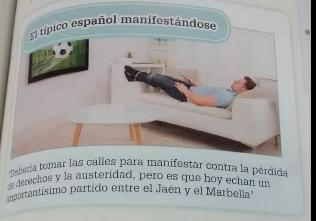 El típico español manifestándose
"Debería tomar las calles para manifestar contra la pérdida
de derechos y la austeridad, pero es que hoy echan un
importantísimo partido entre el Jaén y el Marbella"